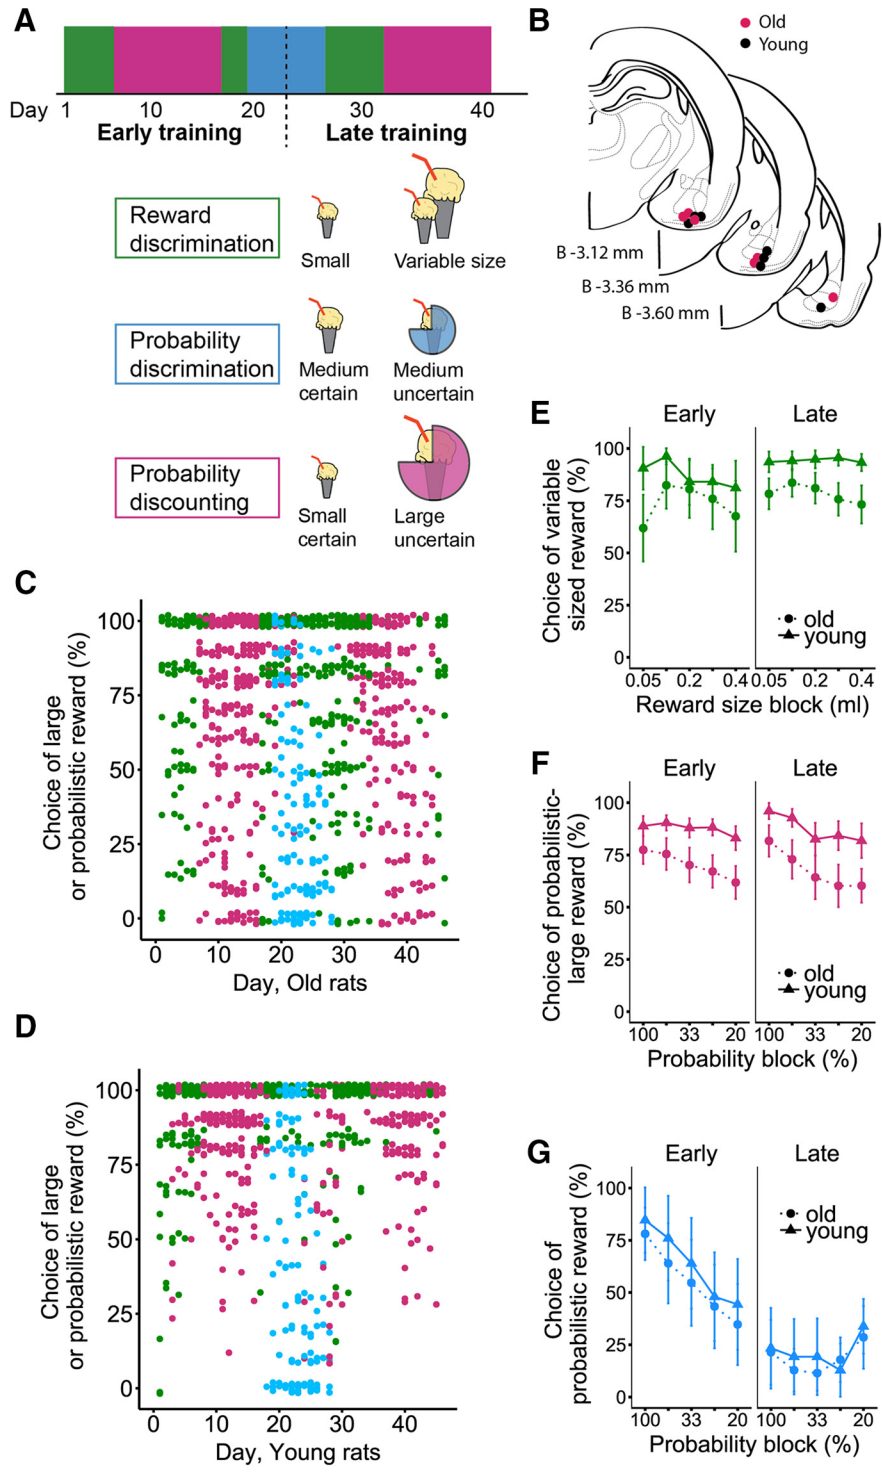 A
Day 1 10 20 30 40
Early training Late training
Reward
discrimination
Small
Variable size
Probability
discrimination
Medium
certain
Medium
uncertain
Probability
discounting
Small
certain
Large
uncertain
B
Old
Young
B -3.12 mm
B -3.36 mm
B -3.60 mm
C
Choice of large
or probabilistic reward (%)
100
75
50
25
0
0 10 20 30 40
Day, Old rats
D
Choice of large
or probabilistic reward (%)
100
75
50
25
0
0 10 20 30 40
Day, Young rats
E
Early Late
Choice of variable
sized reward (%)
100
75
50
25
0
old
young
0.05 0.2 0.4 0.05 0.2 0.4
Reward size block (ml)
F
Early Late
Choice of probabilistic-
large reward (%)
100
75
50
25
0
old
young
100 33 20 100 33 20
Probability block (%)
G
Early Late
Choice of
probabilistic reward (%)
100
75
50
25
0
old
young
100 33 20 100 33 20
Probability block (%)